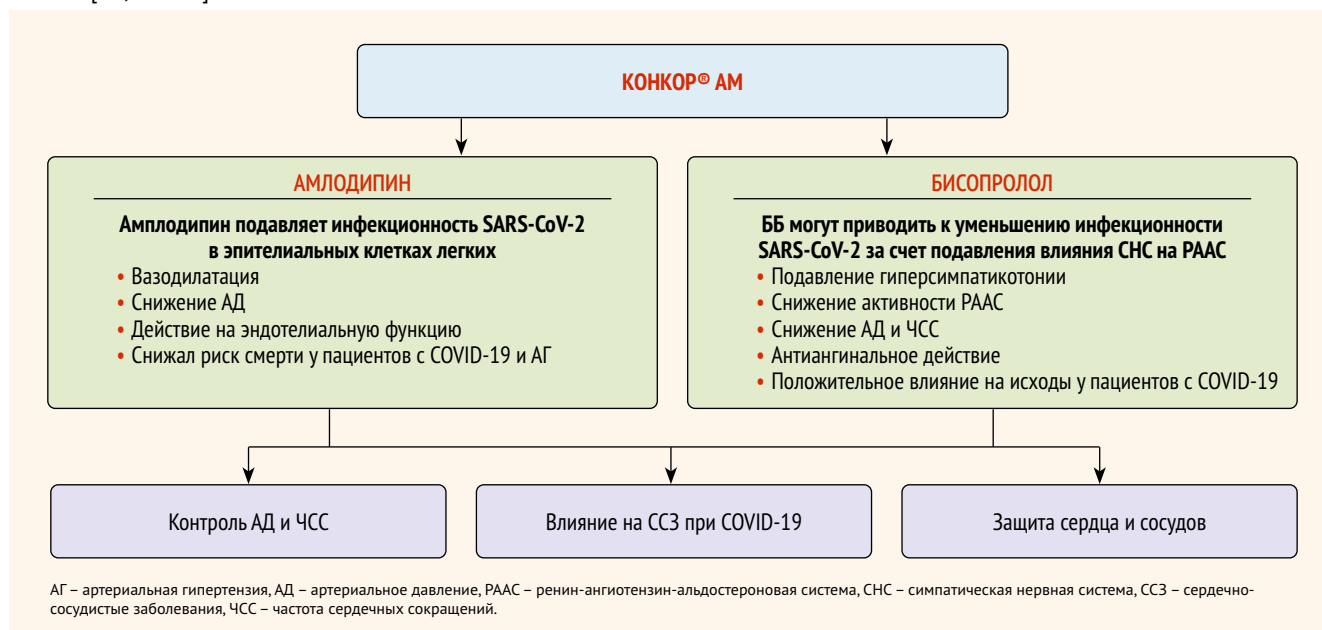 КОНКОР® АМ
АМЛОДИПИН
Амплодипин подавляет инфекционность SARS-CoV-2
в эпителиальных клетках легких
• Вазодилатация
• Снижение АД
• Действие на эндотелиальную функцию
• Снижал риск смерти у пациентов с COVID-19 и АГ
БИСОПРОЛОЛ
ББ могут приводить к уменьшению инфекционности
SARS-CoV-2 за счет подавления влияния СНС на РААС
• Подавление гиперсимпатикотонии
• Снижение активности РААС
• Снижение АД и ЧСС
• Антиангинальное действие
• Положительное влияние на исходы у пациентов с COVID-19
Контроль АД и ЧСС
Влияние на ССЗ при COVID-19
Защита сердца и сосудов
АГ – артериальная гипертензия, АД – артериальное давление, РААС – ренин-ангиотензин-альдостероновая система, СНС – симпатическая нервная система, ССЗ – сердечно-
сосудистые заболевания, ЧСС – частота сердечных сокращений.